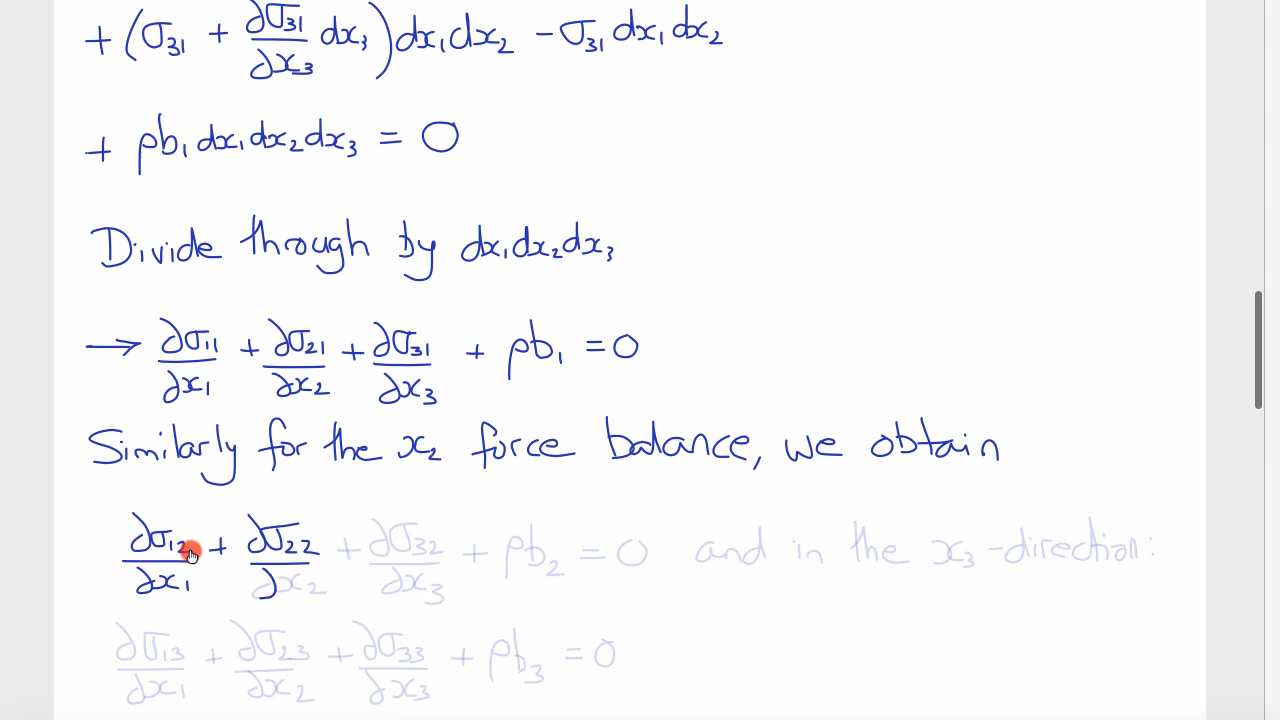 + (σ₃₁ + ∂σ₃₁/∂x₃ dx₃) dx₁dx₂ - σ₃₁ dx₁dx₂
+ ρb₁dx₁dx₂dx₃ = 0
Divide through by dx₁dx₂dx₃
→ ∂σ₁₁/∂x₁ + ∂σ₂₁/∂x₂ + ∂σ₃₁/∂x₃ + ρb₁ = 0
Similarly for the x₂ force balance, we obtain
∂σ₁₂/∂x₁ + ∂σ₂₂/∂x₂ + ∂σ₃₂/∂x₃ + ρb₂ = 0 and in the x₃-direction:
∂σ₁₃/∂x₁ + ∂σ₂₃/∂x₂ + ∂σ₃₃/∂x₃ + ρb₃ = 0